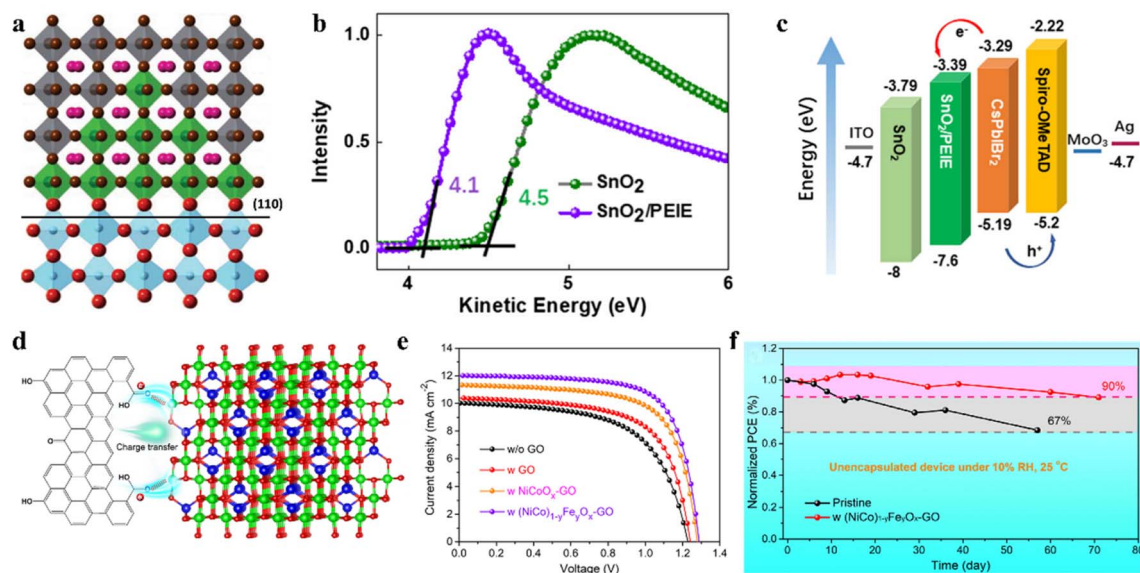 a
(110)
b
Intensity
1.0
0.5
0.0
4.1
4.5
SnO₂
SnO₂/PEIE
4
5
6
Kinetic Energy (eV)
c
Energy (eV)
ITO
-4.7
-3.79
SnO₂
-8
-3.39
SnO₂/PEIE
-7.6
e⁻
-3.29
CsPbIBr₂
-5.19
h⁺
-2.22
Spiro-OMeTAD
-5.2
MoO₃
Ag
-4.7
d
HO
HO
Charge transfer
O
HO
HO
e
Current density (mA cm⁻²)
14
12
10
8
6
4
2
0
w/o GO
w GO
w NiCoOₓ-GO
w (NiCo)₁₋yFeyOₓ-GO
0.0
0.2
0.4
0.6
0.8
1.0
1.2
1.4
Voltage (V)
f
Normalized PCE (%)
1.2
1.0
0.8
0.6
0.4
0.2
0.0
90%
67%
Unencapsulated device under 10% RH, 25 °C
Pristine
w (NiCo)₁₋yFeyOₓ-GO
0
10
20
30
40
50
60
70
80
Time (day)